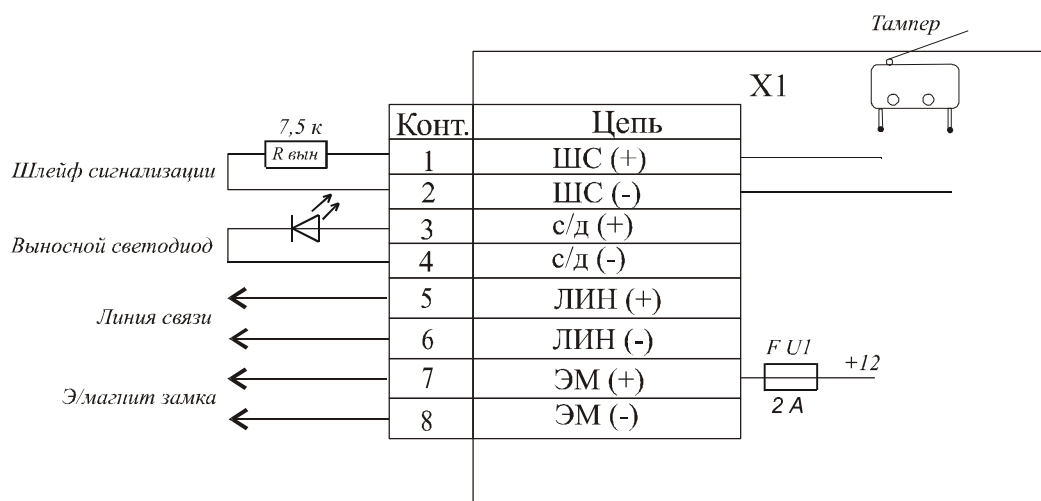 Тампер
X1
Конт. Цепь
7,5 к
R вын
Шлейф сигнализации
1 ШС (+)
2 ШС (-)
Выносной светодиод
3 с/д (+)
4 с/д (-)
Линия связи
5 ЛИН (+)
6 ЛИН (-)
Э/магнит замка
7 ЭМ (+)
8 ЭМ (-)
F U1
+12
2 А